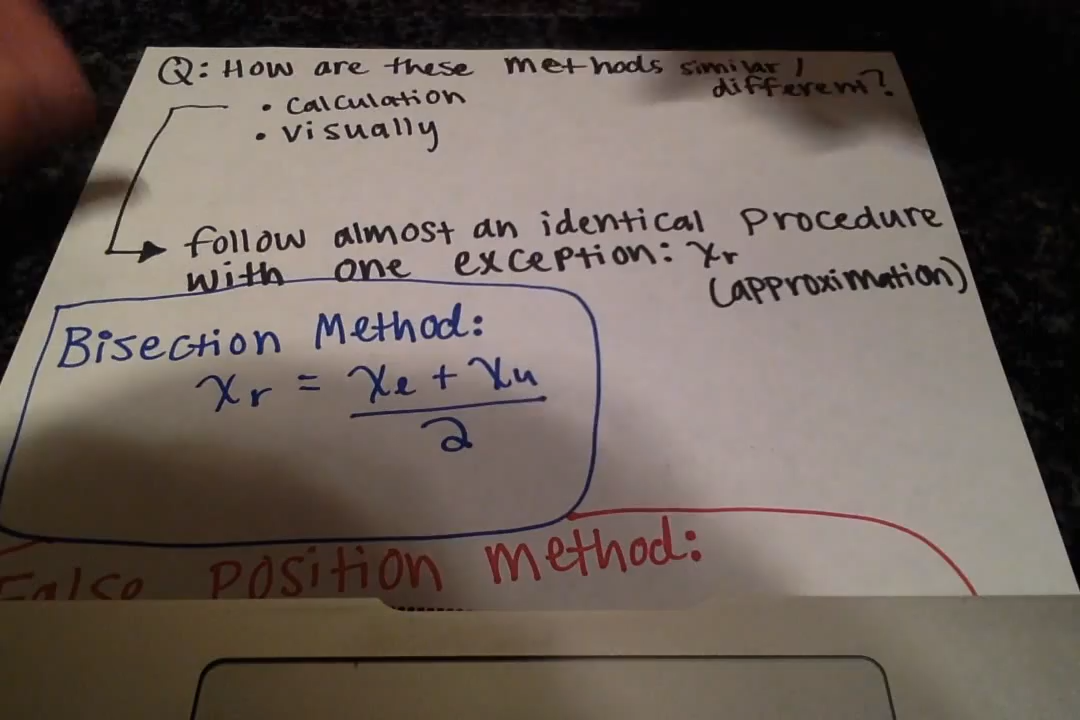 Q: How are these methods similar /
different?
• calculation
• visually
follow almost an identical procedure
with one exception: xr
(approximation)
Bisection Method:
xr = xl + xu
2
False position method: